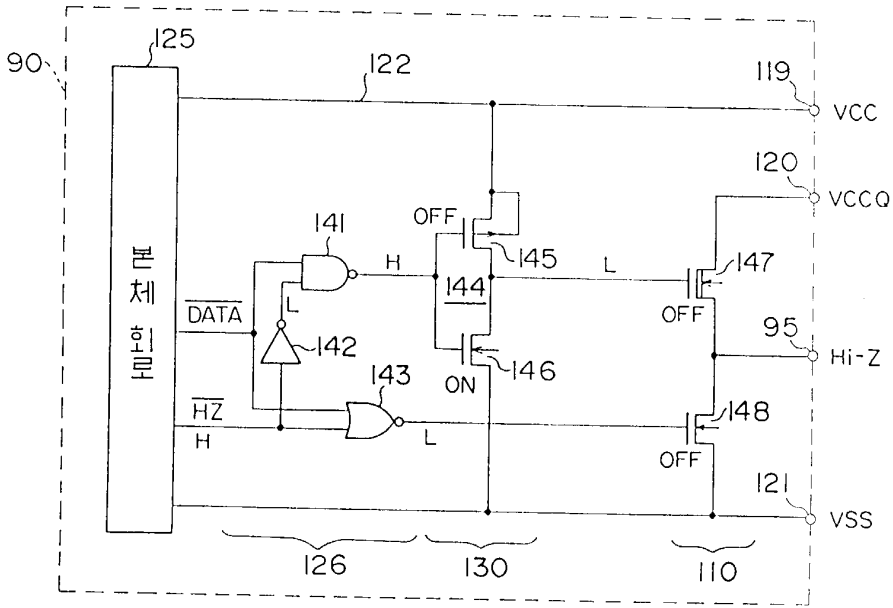 125
90
122
119
VCC
120
VCCQ
OFF
141
H
145
144
L
147
OFF
본체 회로
L
DATA
142
143
ON
146
95
Hi-Z
HZ
H
L
148
OFF
121
VSS
126
130
110